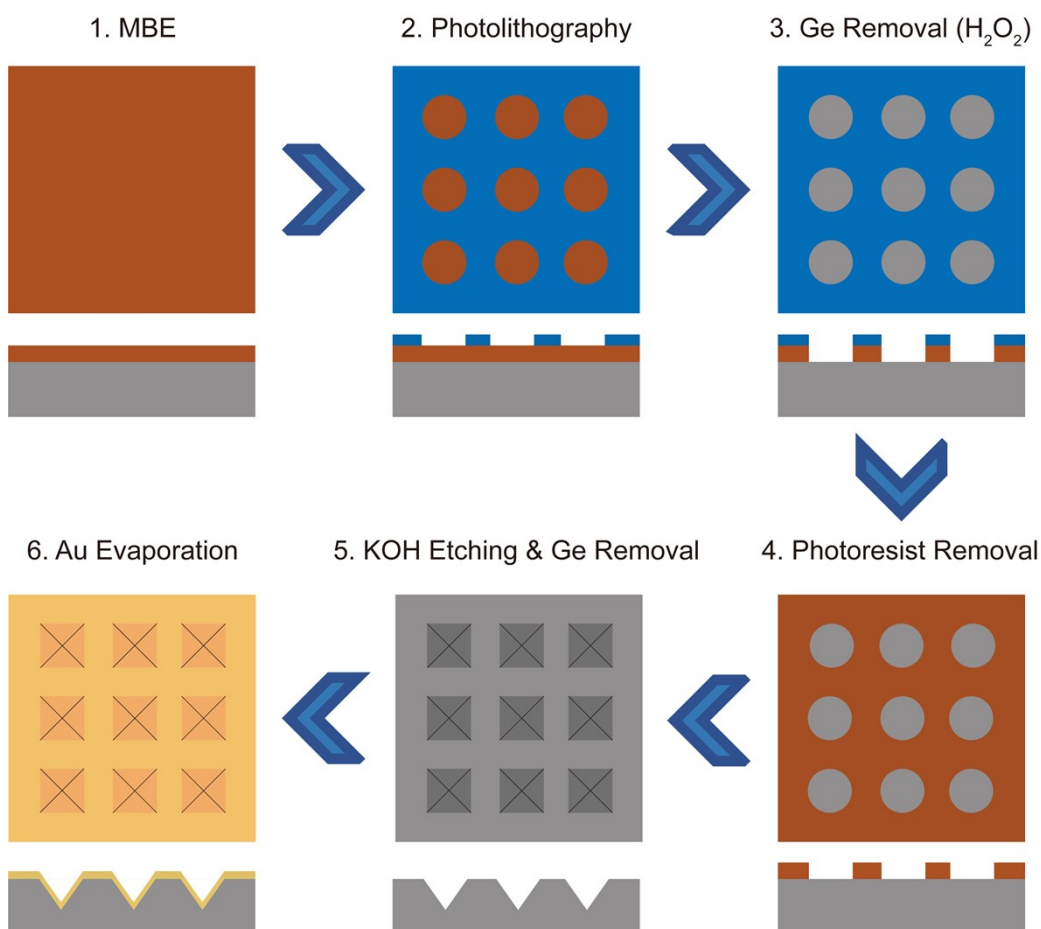 1. MBE
2. Photolithography
3. Ge Removal (H₂O₂)
4. Photoresist Removal
5. KOH Etching & Ge Removal
6. Au Evaporation